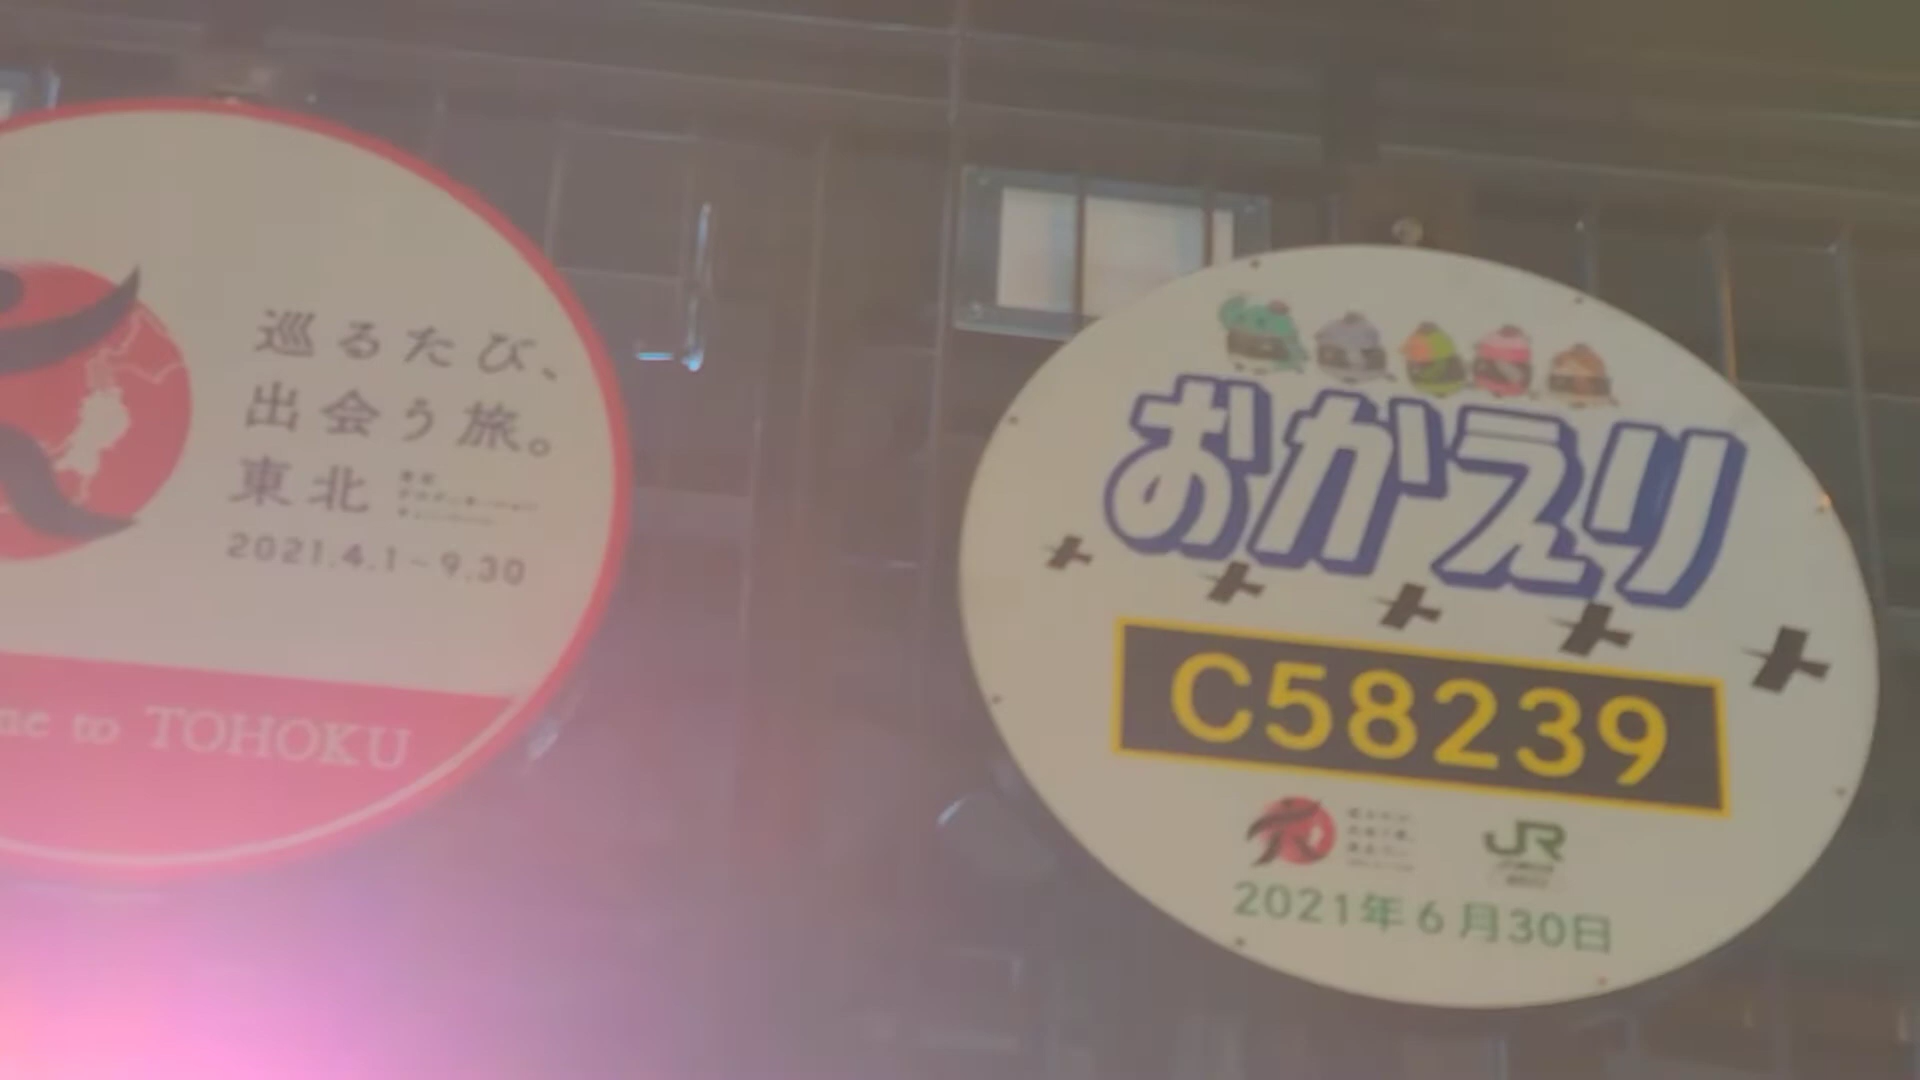 巡るたび、
出会う旅。
東北
2021.4.1-9.30
to TOHOKU
おかえり
C58239
JR
2021年6月30日